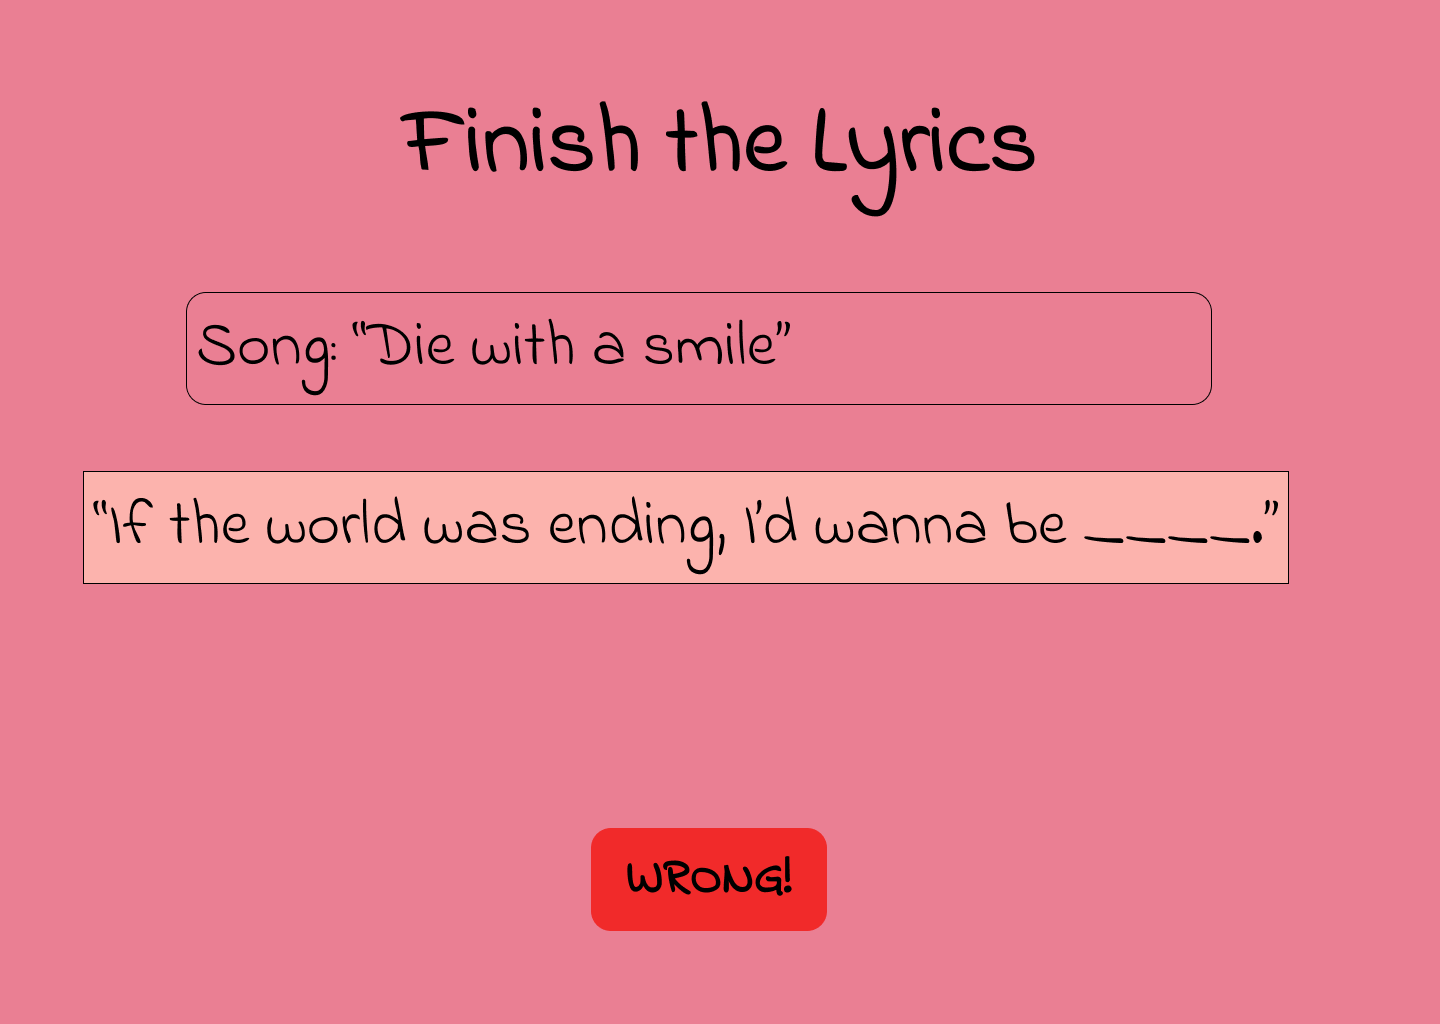 Finish the Lyrics
Song: “Die with a smile”
“If the world was ending, I’d wanna be ____.”
WRONG!